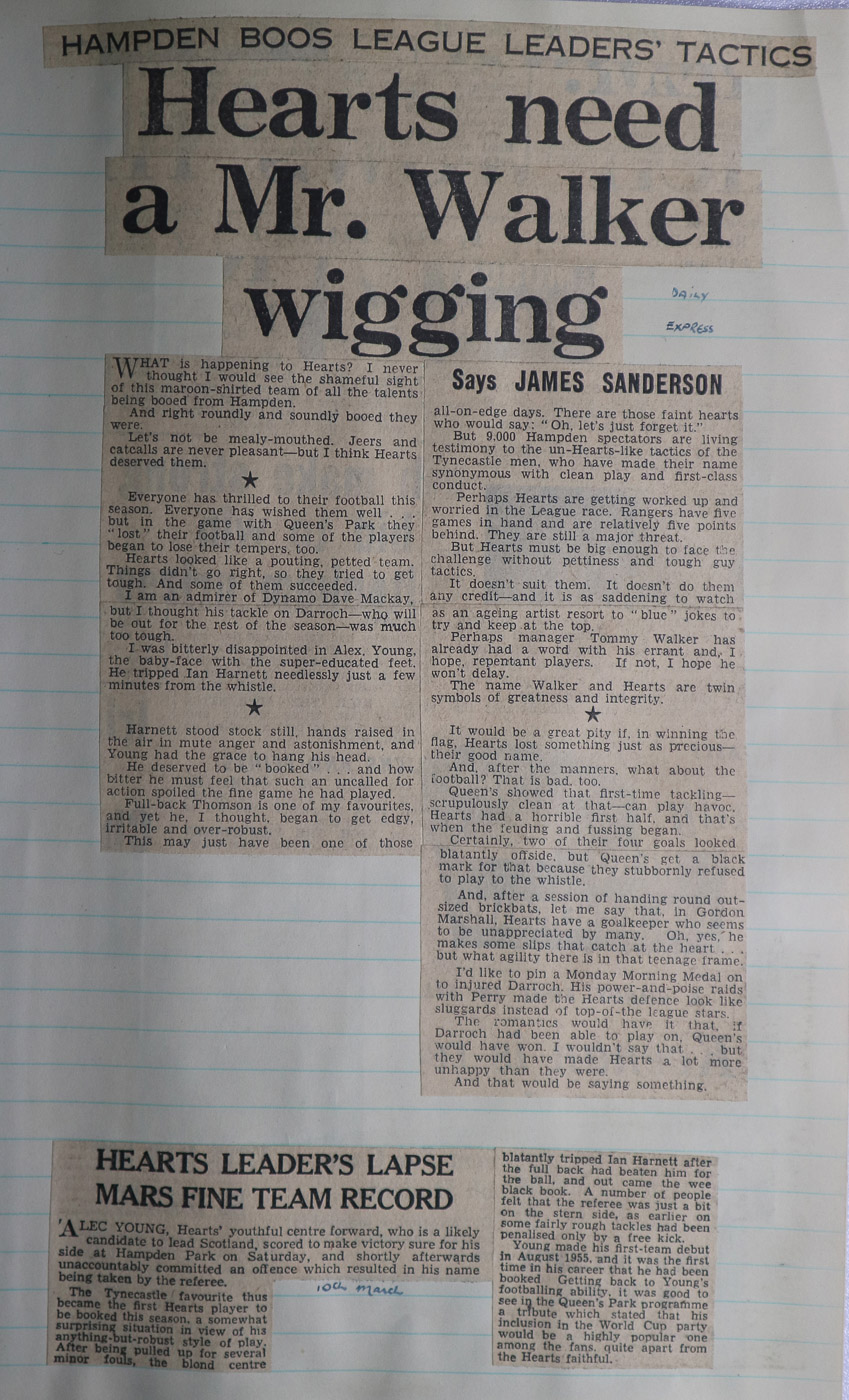 HAMPDEN BOOS LEAGUE LEADERS' TACTICS
Hearts need
a Mr. Walker
wigging
DAiLY
EXPRESS
WHAT is happening to Hearts? I never
thought I would see the shameful sight
of this maroon-shirted team of all the talents
being booed from Hampden.
And right roundly and soundly booed they
were.
Let's not be mealy-mouthed. Jeers and
catcalls are never pleasant—but I think Hearts
deserved them.
★
Everyone has thrilled to their football this
season. Everyone has wished them well . . .
but in the game with Queen's Park they
"lost" their football and some of the players
began to lose their tempers, too.
Hearts looked like a pouting, petted team.
Things didn't go right, so they tried to get
tough. And some of them succeeded.
I am an admirer of Dynamo Dave Mackay,
but I thought his tackle on Darroch—who will
be out for the rest of the season—was much
too tough.
I was bitterly disappointed in Alex. Young,
the baby-face with the super-educated feet.
He tripped Ian Harnett needlessly just a few
minutes from the whistle.
★
Harnett stood stock still, hands raised in
the air in mute anger and astonishment, and
Young had the grace to hang his head.
He deserved to be "booked" . . . and how
bitter he must feel that such an uncalled for
action spoiled the fine game he had played.
Full-back Thomson is one of my favourites,
and yet he, I thought, began to get edgy,
irritable and over-robust.
This may just have been one of those
Says JAMES SANDERSON
all-on-edge days. There are those faint hearts
who would say: "Oh, let's just forget it."
But 9,000 Hampden spectators are living
testimony to the un-Hearts-like tactics of the
Tynecastle men, who have made their name
synonymous with clean play and first-class
conduct.
Perhaps Hearts are getting worked up and
worried in the League race. Rangers have five
games in hand and are relatively five points
behind. They are still a major threat.
But Hearts must be big enough to face the
challenge without pettiness and tough guy
tactics.
It doesn't suit them. It doesn't do them
any credit—and it is as saddening to watch
as an ageing artist resort to "blue" jokes to
try and keep at the top.
Perhaps manager Tommy Walker has
already had a word with his errant and, I
hope, repentant players. If not, I hope he
won't delay.
The name Walker and Hearts are twin
symbols of greatness and integrity.
★
It would be a great pity if, in winning the
flag, Hearts lost something just as precious—
their good name.
And, after the manners, what about the
football? That is bad, too.
Queen's showed that first-time tackling—
scrupulously clean at that—can play havoc.
Hearts had a horrible first half, and that's
when the feuding and fussing began.
Certainly, two of their four goals looked
blatantly offside, but Queen's get a black
mark for that because they stubbornly refused
to play to the whistle.
And, after a session of handing round out-
sized brickbats, let me say that, in Gordon
Marshall, Hearts have a goalkeeper who seems
to be unappreciated by many. Oh, yes, he
makes some slips that catch at the heart . . .
but what agility there is in that teenage frame.
I'd like to pin a Monday Morning Medal on
to injured Darroch. His power-and-poise raids
with Perry made the Hearts defence look like
sluggards instead of top-of-the league stars.
The romantics would have it that, if
Darroch had been able to play on, Queen's
would have won. I wouldn't say that . . . but
they would have made Hearts a lot more
unhappy than they were.
And that would be saying something.
HEARTS LEADER'S LAPSE
MARS FINE TEAM RECORD
'ALEC YOUNG, Hearts' youthful centre forward, who is a likely
candidate to lead Scotland, scored to make victory sure for his
side at Hampden Park on Saturday, and shortly afterwards
unaccountably committed an offence which resulted in his name
being taken by the referee.
10th March
The Tynecastle favourite thus
became the first Hearts player to
be booked this season, a somewhat
surprising situation in view of his
anything-but-robust style of play.
After being pulled up for several
minor fouls, the blond centre
blatantly tripped Ian Harnett after
the full back had beaten him for
the ball, and out came the wee
black book. A number of people
felt that the referee was just a bit
on the stern side, as earlier on
some fairly rough tackles had been
penalised only by a free kick.
Young made his first-team debut
in August 1955, and it was the first
time in his career that he had been
booked Getting back to Young's
footballing ability, it was good to
see in the Queen's Park programme
a tribute which stated that his
inclusion in the World Cup party
would be a highly popular one
among the fans, quite apart from
the Hearts faithful.